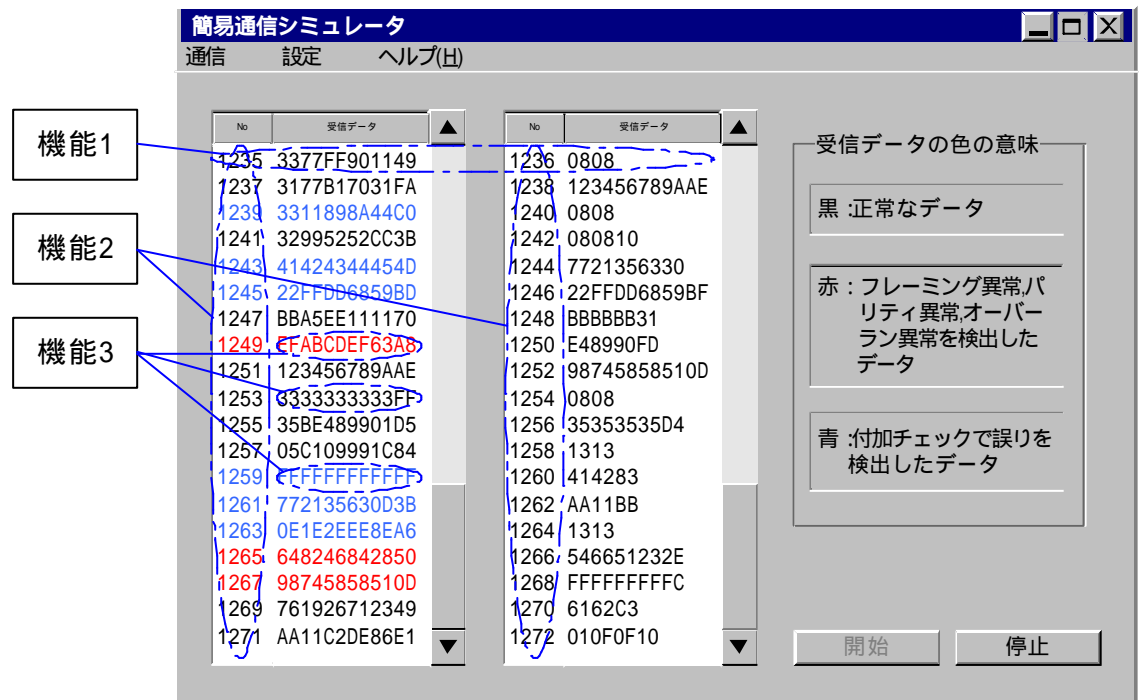 簡易通信シミュレータ
通信 設定 ヘルプ(H)
機能1
機能2
機能3
No 受信データ
1235 3377FF901149
1237 3177B17031FA
1239 3311898A44C0
1241 32995252CC3B
1243 41424344454D
1245 22FFDD6859BD
1247 BBA5EE111170
1249 EFABCDEF63A8
1251 123456789AAE
1253 3333333333FF
1255 35BE489901D5
1257 05C109991C84
1259 FFFFFFFFFFFF
1261 772135630D3B
1263 0E1E2EEE8EA6
1265 648246842850
1267 98745858510D
1269 761926712349
1271 AA11C2DE86E1
No 受信データ
1236 0808
1238 123456789AAE
1240 0808
1242 080810
1244 7721356330
1246 22FFDD6859BF
1248 BBBBBB31
1250 E48990FD
1252 98745858510D
1254 0808
1256 35353535D4
1258 1313
1260 414283
1262 AA11BB
1264 1313
1266 546651232E
1268 FFFFFFFFFC
1270 6162C3
1272 010F0F10
受信データの色の意味
黒:正常なデータ
赤:フレーミング異常,パ
リティ異常,オーバー
ラン異常を検出した
データ
青:付加チェックで誤りを
検出したデータ
開始 停止